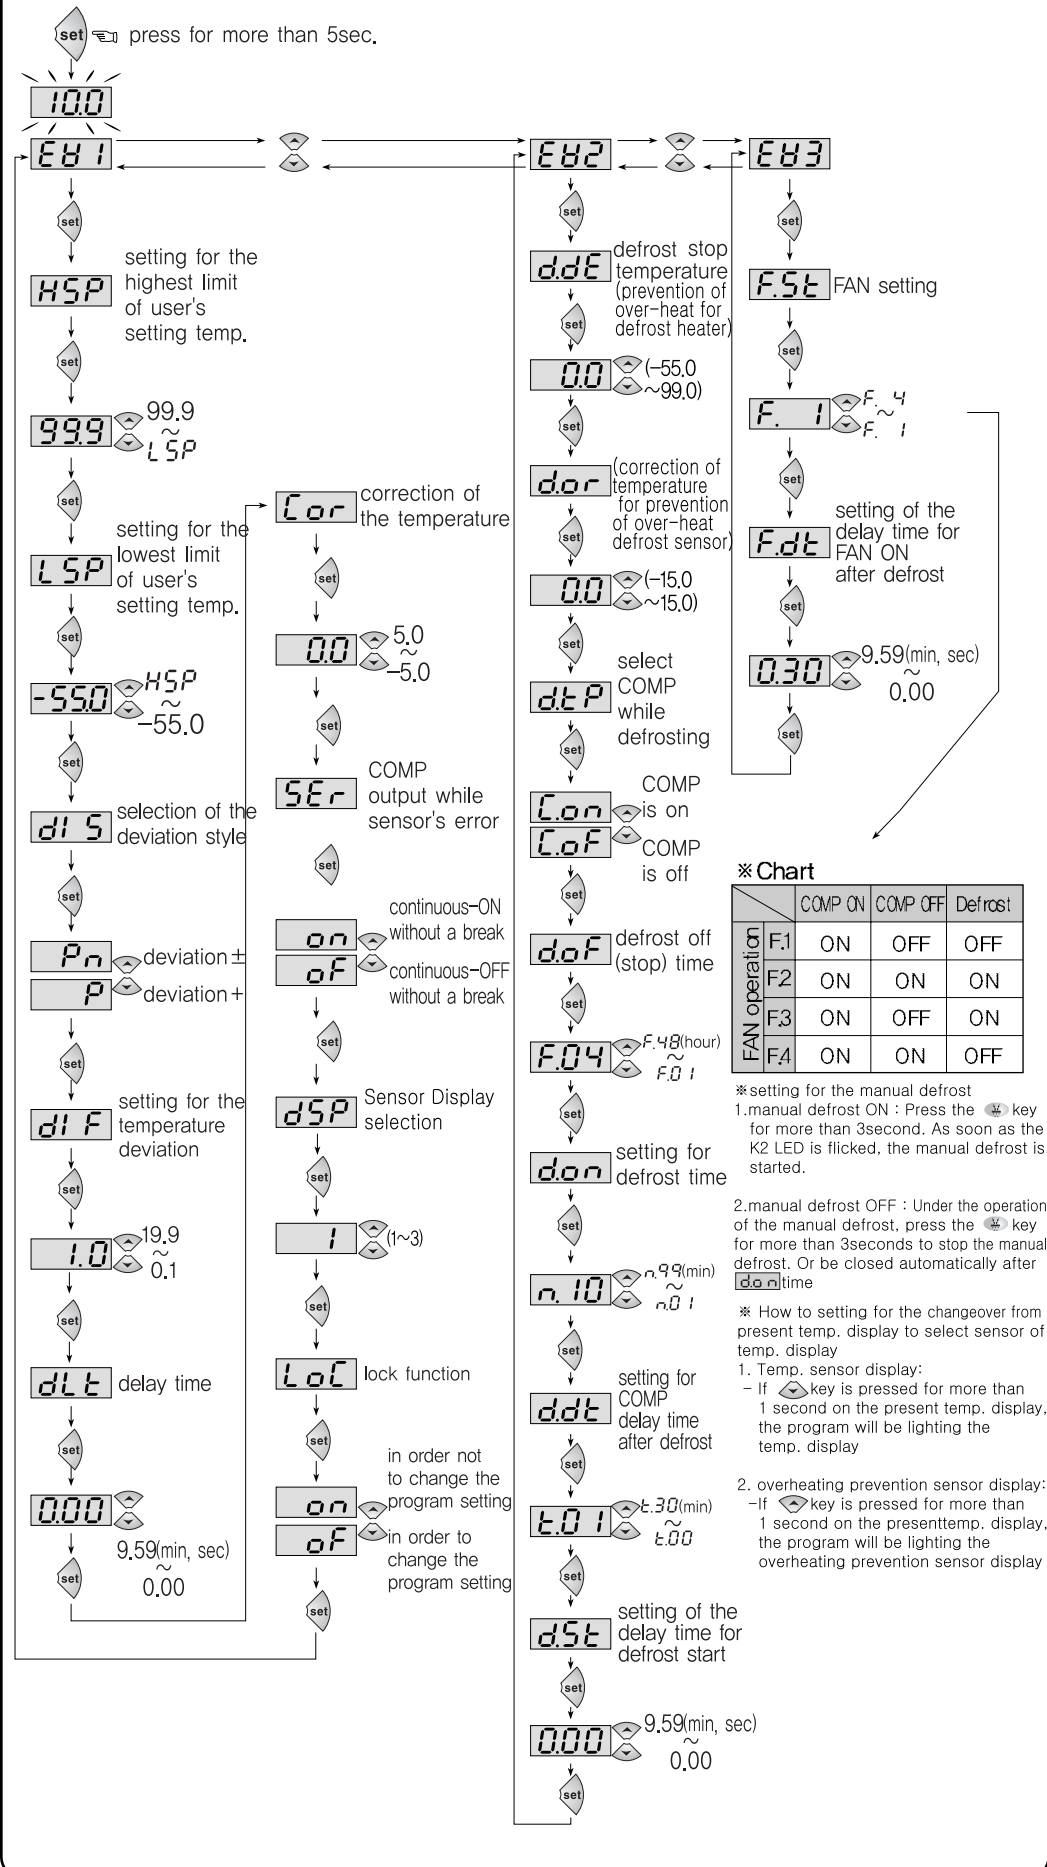 set press for more than 5sec.
10.0
EH1
set
HSP
setting for the
highest limit
of user's
setting temp.
set
99.9
99.9
~
LSP
set
LSP
setting for the
lowest limit
of user's
setting temp.
set
-55.0
HSP
~
-55.0
set
dI S
selection of the
deviation style
set
Pn
deviation±
P
deviation+
set
dI F
setting for the
temperature
deviation
set
1.0
19.9
~
0.1
set
dLt
delay time
set
0.00
9.59(min, sec)
~
0.00
set
Cor
correction of
the temperature
set
0.0
5.0
~
-5.0
set
SEr
COMP
output while
sensor's error
set
on
continuous-ON
without a break
oF
continuous-OFF
without a break
set
dSP
Sensor Display
selection
set
1
(1~3)
set
LoC
lock function
set
on
in order not
to change the
program setting
oF
in order to
change the
program setting
set
EH2
set
d.dE
defrost stop
temperature
(prevention of
over-heat for
defrost heater)
set
0.0
(-55.0
~99.0)
set
d.or
(correction of
temperature
for prevention
of over-heat
defrost sensor)
set
0.0
(-15.0
~15.0)
set
d.tP
select
COMP
while
defrosting
set
C.on
COMP
is on
C.oF
COMP
is off
set
d.oF
defrost off
(stop) time
set
F.04
F.48(hour)
~
F.01
set
d.on
setting for
defrost time
set
n. 10
n.99(min)
~
n.01
set
d.dt
setting for
COMP
delay time
after defrost
set
t.01
t.30(min)
~
t.00
set
d.St
setting of the
delay time for
defrost start
set
0.00
9.59(min, sec)
~
0.00
set
EH3
set
F.St
FAN setting
set
F. 1
F. 4
~
F. 1
set
F.dt
setting of the
delay time for
FAN ON
after defrost
set
0.30
9.59(min, sec)
~
0.00
set
※Chart
COMP ON COMP OFF Defrost
FAN operation
F.1 ON OFF OFF
F.2 ON ON ON
F.3 ON OFF ON
F.4 ON ON OFF
※setting for the manual defrost
1.manual defrost ON : Press the key
for more than 3second. As soon as the
K2 LED is flicked, the manual defrost is
started.
2.manual defrost OFF : Under the operation
of the manual defrost, press the key
for more than 3seconds to stop the manual
defrost. Or be closed automatically after
d.on time
※ How to setting for the changeover from
present temp. display to select sensor of
temp. display
1. Temp. sensor display:
- If key is pressed for more than
1 second on the present temp. display,
the program will be lighting the
temp. display
2. overheating prevention sensor display:
-If key is pressed for more than
1 second on the presenttemp. display,
the program will be lighting the
overheating prevention sensor display